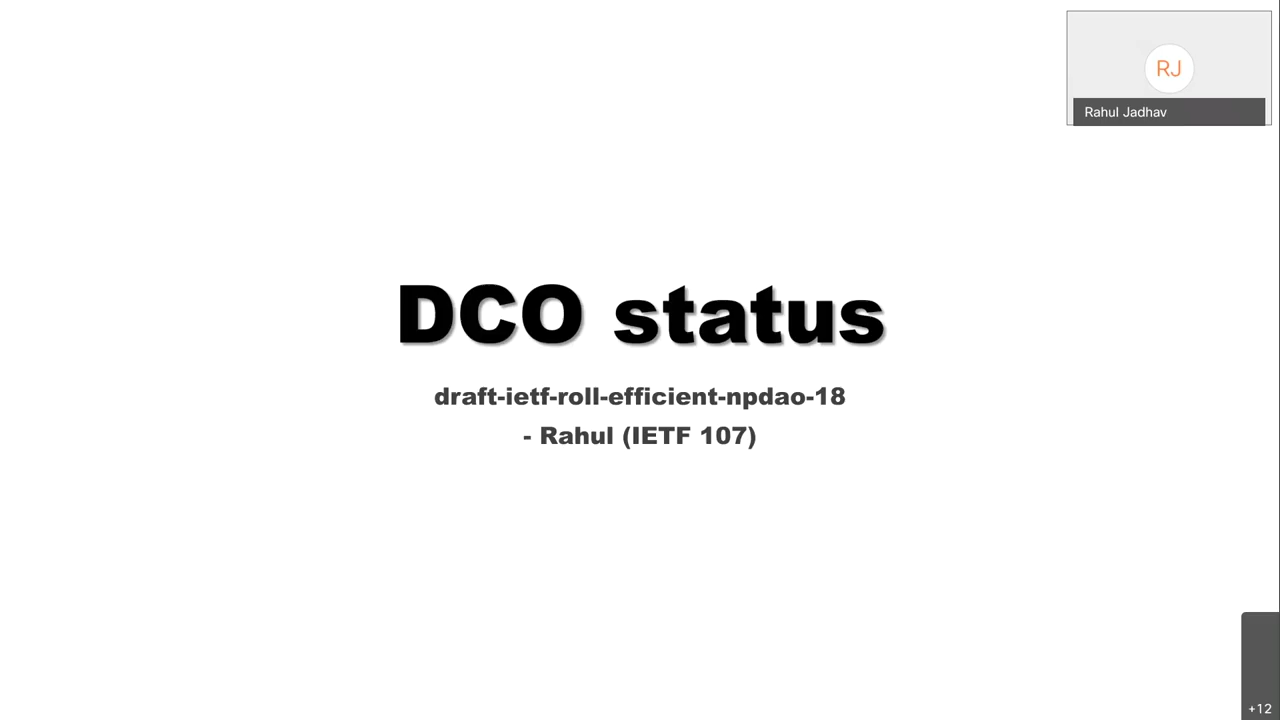 RJ
Rahul Jadhav
DCO status
draft-ietf-roll-efficient-npdao-18
- Rahul (IETF 107)
+12